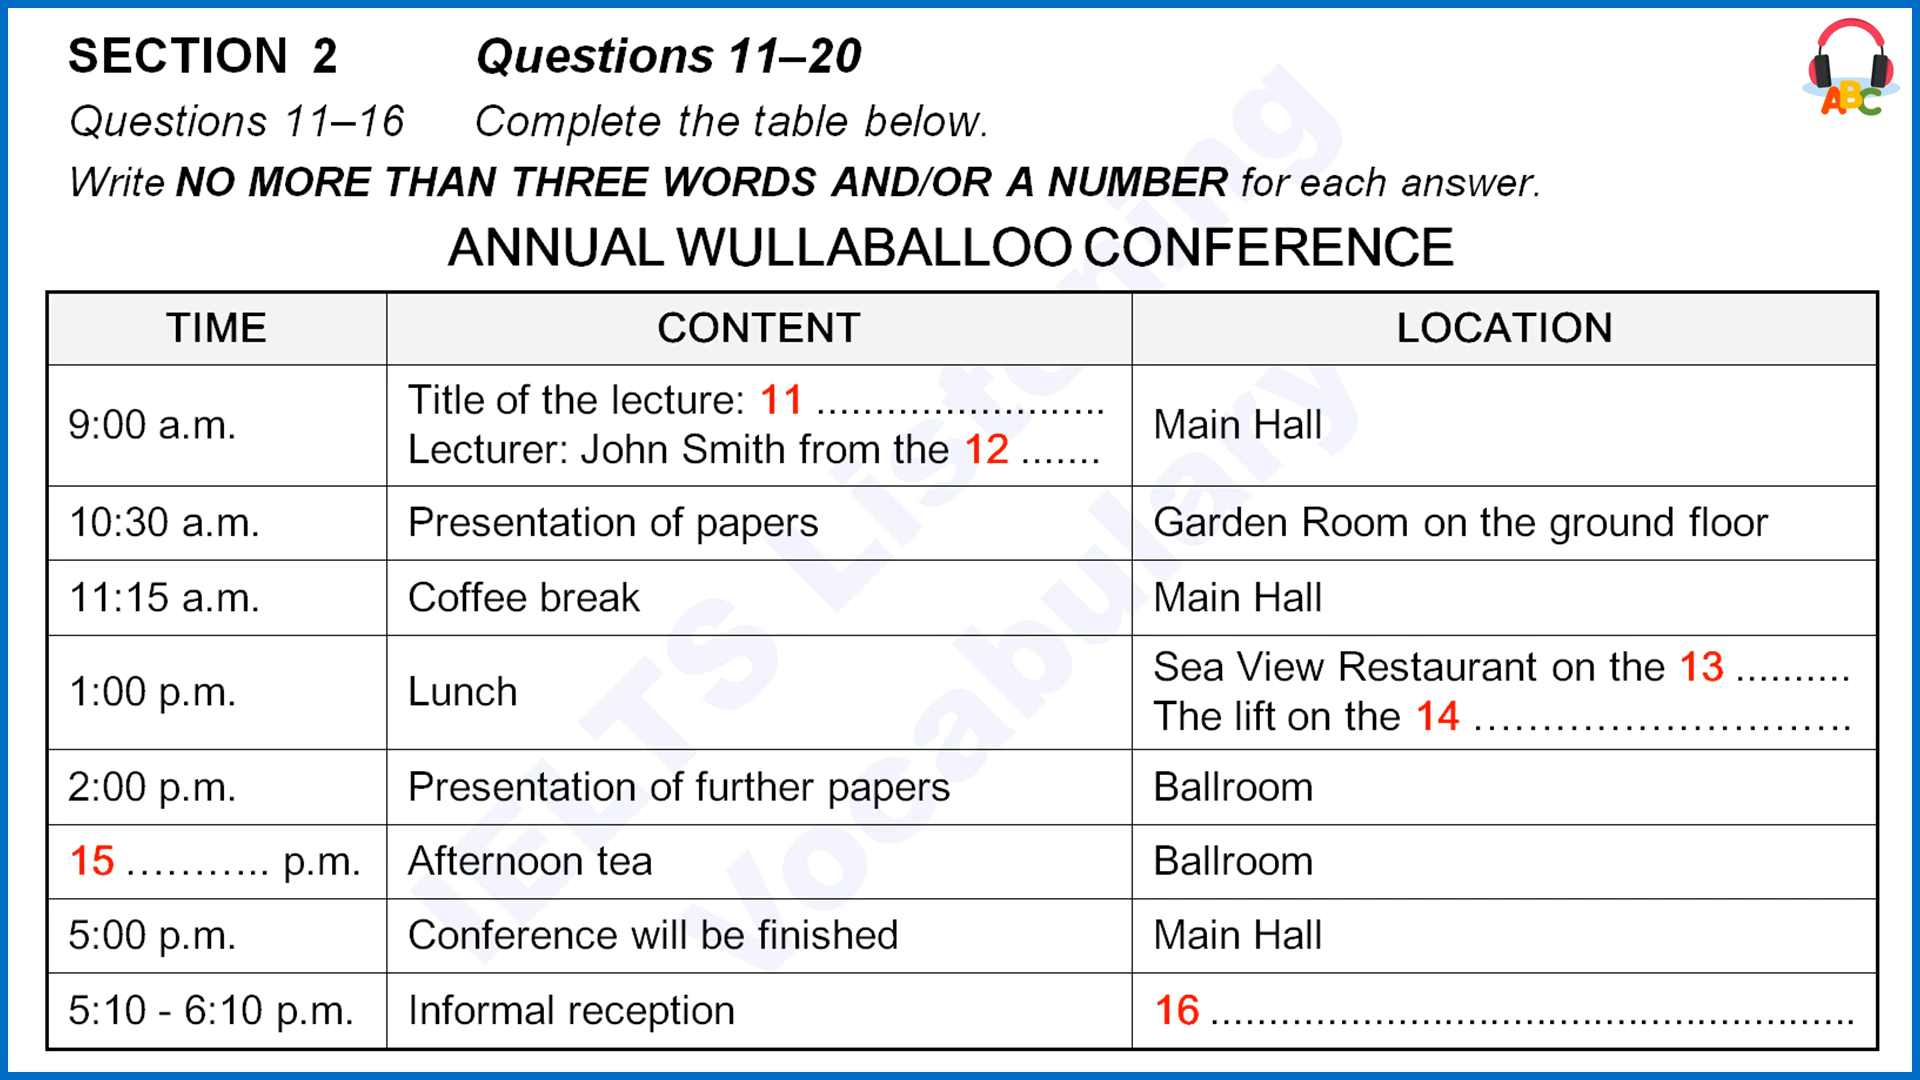 SECTION 2 Questions 11–20
Questions 11–16 Complete the table below.
Write NO MORE THAN THREE WORDS AND/OR A NUMBER for each answer.
ANNUAL WULLABALLOO CONFERENCE
TIME CONTENT LOCATION
9:00 a.m. Title of the lecture: 11 ......................... Main Hall
Lecturer: John Smith from the 12 .......
10:30 a.m. Presentation of papers Garden Room on the ground floor
11:15 a.m. Coffee break Main Hall
1:00 p.m. Lunch Sea View Restaurant on the 13 ..........
The lift on the 14 ................................
2:00 p.m. Presentation of further papers Ballroom
15 ............ p.m. Afternoon tea Ballroom
5:00 p.m. Conference will be finished Main Hall
5:10 - 6:10 p.m. Informal reception 16 .......................................................
IELTS Listening
Vocabulary
ABC